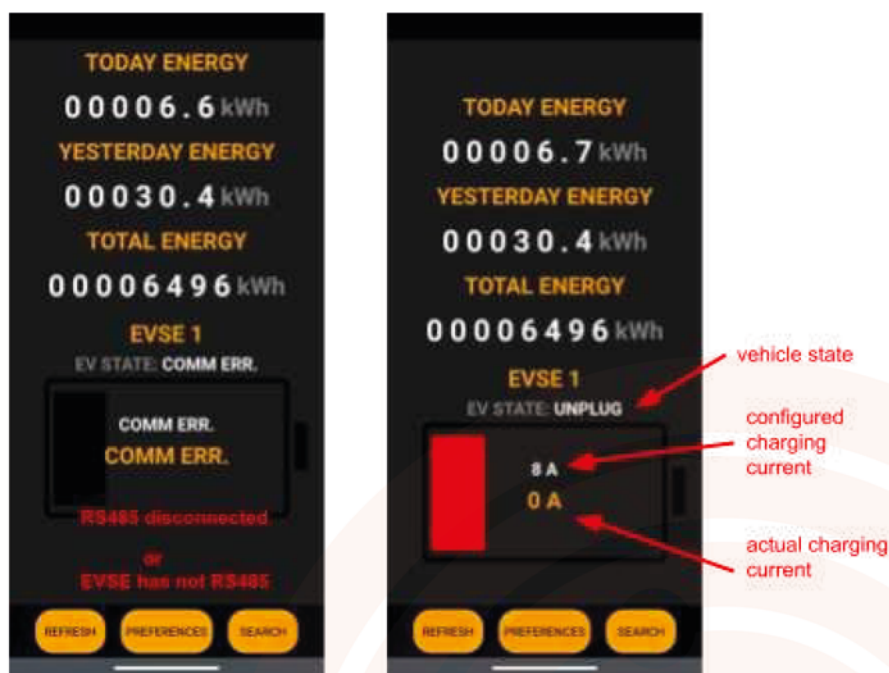 TODAY ENERGY
00006.6 kWh
YESTERDAY ENERGY
00030.4 kWh
TOTAL ENERGY
00006496 kWh
EVSE 1
EV STATE: COMM ERR.
COMM ERR.
COMM ERR.
RS485 disconnected
or
EVSE has not RS485
REFRESH PREFERENCES SEARCH
TODAY ENERGY
00006.7 kWh
YESTERDAY ENERGY
00030.4 kWh
TOTAL ENERGY
00006496 kWh
EVSE 1
EV STATE: UNPLUG
8 A
0 A
REFRESH PREFERENCES SEARCH
vehicle state
configured
charging
current
actual charging
current